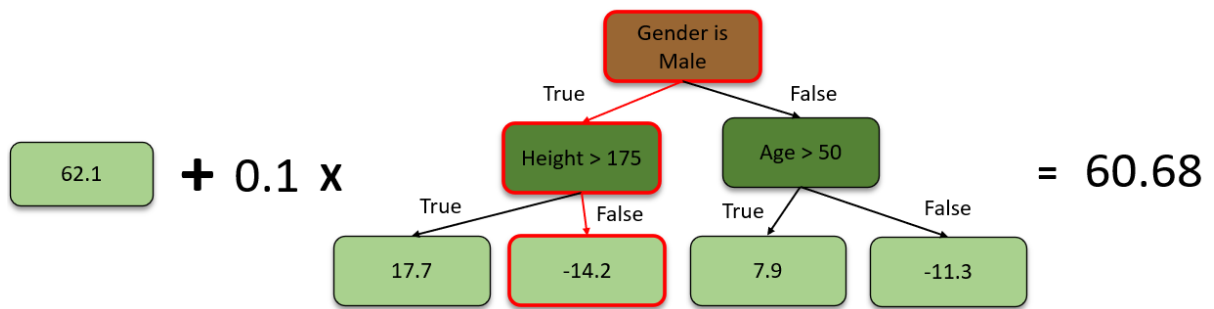 Gender is
Male
True
False
62.1
+ 0.1 x
Height > 175
Age > 50
= 60.68
True
False
True
False
17.7
-14.2
7.9
-11.3